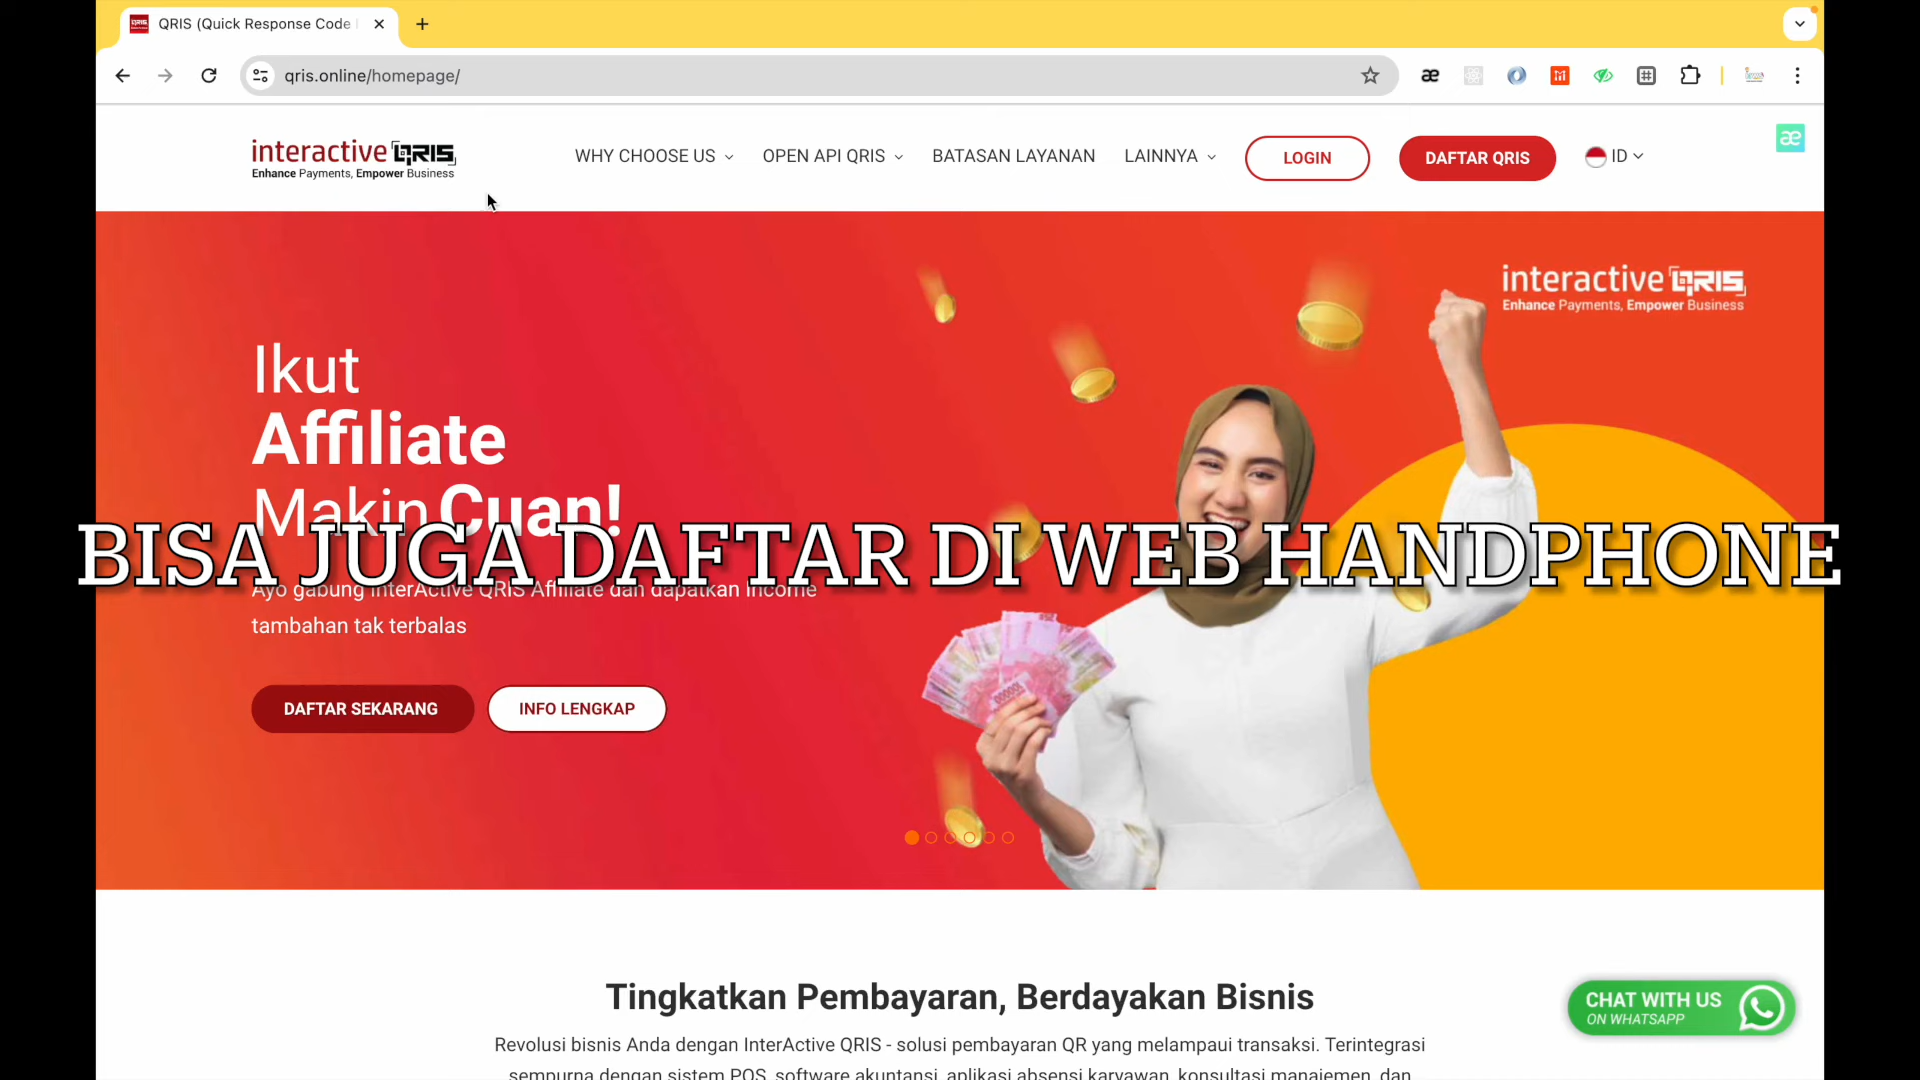 QRIS (Quick Response Code
qris.online/homepage/
interactive QRIS
Enhance Payments, Empower Business
WHY CHOOSE US
OPEN API QRIS
BATASAN LAYANAN
LAINNYA
LOGIN
DAFTAR QRIS
ID
æ
æ
interactive QRIS
Enhance Payments, Empower Business
Ikut
Affiliate
Makin Cuan!
BISA JUGA DAFTAR DI WEB HANDPHONE
Ayo gabung InterActive QRIS Affiliate dan dapatkan income
tambahan tak terbalas
DAFTAR SEKARANG
INFO LENGKAP
Tingkatkan Pembayaran, Berdayakan Bisnis
CHAT WITH US
ON WHATSAPP
Revolusi bisnis Anda dengan InterActive QRIS - solusi pembayaran QR yang melampaui transaksi. Terintegrasi
sempurna dengan sistem POS, software akuntansi, aplikasi absensi karyawan, konsultasi manajemen, dan